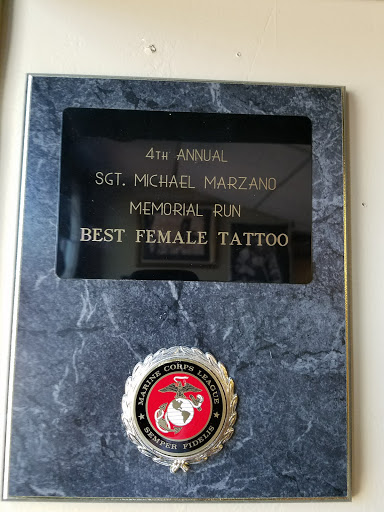 4TH ANNUAL
SGT. MICHAEL MARZANO
MEMORIAL RUN
BEST FEMALE TATTOO
MARINE CORPS LEAGUE
SEMPER FIDELIS